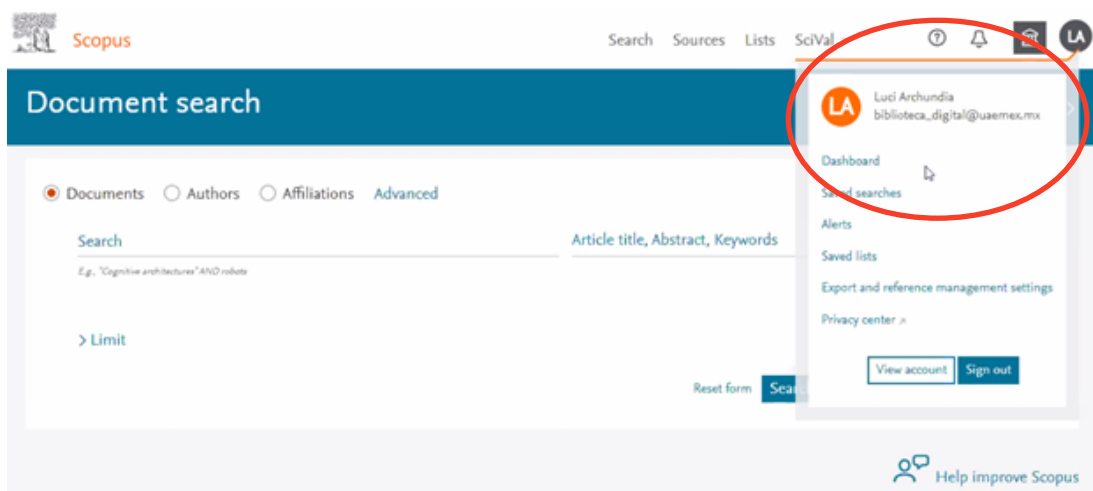 Scopus
Search Sources Lists SciVal
LA
Document search
LA
Luci Archundia
biblioteca_digital@uaemex.mx
Dashboard
Saved searches
Alerts
Saved lists
Export and reference management settings
Privacy center
View account Sign out
Documents Authors Affiliations Advanced
Search
Article title, Abstract, Keywords
E.g., "Cognitive architectures" AND robots
Limit
Reset form Sea
Help improve Scopus